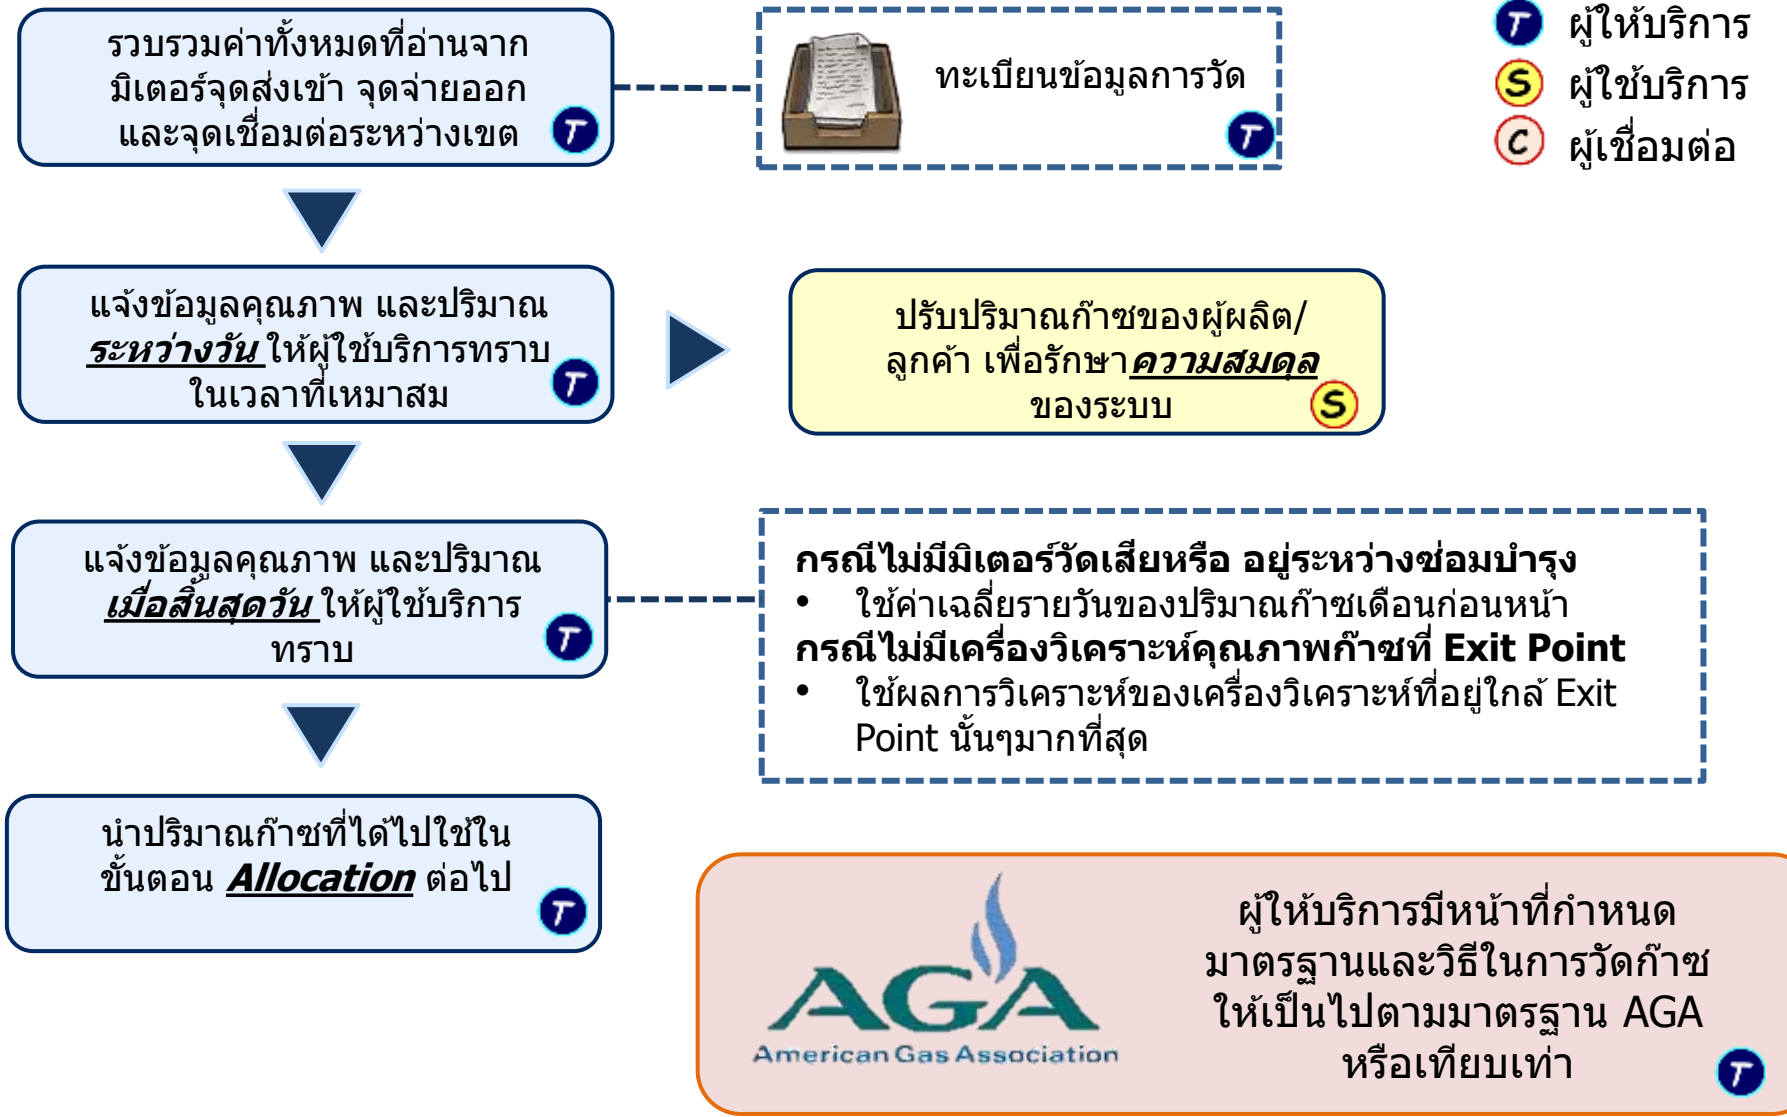 รวบรวมค่าทั้งหมดที่อ่านจาก
มิเตอร์จุดส่งเข้า จุดจ่ายออก
และจุดเชื่อมต่อระหว่างเขต
T
ทะเบียนข้อมูลการวัด
T
T ผู้ให้บริการ
S ผู้ใช้บริการ
C ผู้เชื่อมต่อ
แจ้งข้อมูลคุณภาพ และปริมาณ
ระหว่างวัน ให้ผู้ใช้บริการทราบ
ในเวลาที่เหมาสม
T
ปรับปริมาณก๊าซของผู้ผลิต/
ลูกค้า เพื่อรักษาความสมดุล
ของระบบ
S
แจ้งข้อมูลคุณภาพ และปริมาณ
เมื่อสิ้นสุดวัน ให้ผู้ใช้บริการ
ทราบ
T
กรณีไม่มีมิเตอร์วัดเสียหรือ อยู่ระหว่างซ่อมบำรุง
• ใช้ค่าเฉลี่ยรายวันของปริมาณก๊าซเดือนก่อนหน้า
กรณีไม่มีเครื่องวิเคราะห์คุณภาพก๊าซที่ Exit Point
• ใช้ผลการวิเคราะห์ของเครื่องวิเคราะห์ที่อยู่ใกล้ Exit
Point นั้นๆมากที่สุด
นำปริมาณก๊าซที่ได้ไปใช้ใน
ขั้นตอน Allocation ต่อไป
T
AGA
American Gas Association
ผู้ให้บริการมีหน้าที่กำหนด
มาตรฐานและวิธีในการวัดก๊าซ
ให้เป็นไปตามมาตรฐาน AGA
หรือเทียบเท่า
T